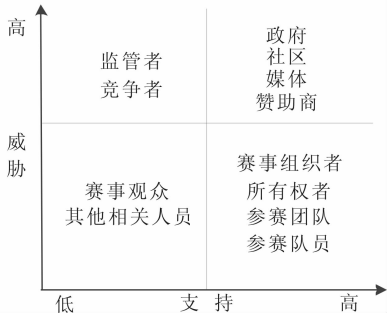 高
监管者
竞争者
政府
社区
媒体
赞助商
威胁
赛事观众
其他相关人员
赛事组织者
所有权者
参赛团队
参赛队员
低 支持 高